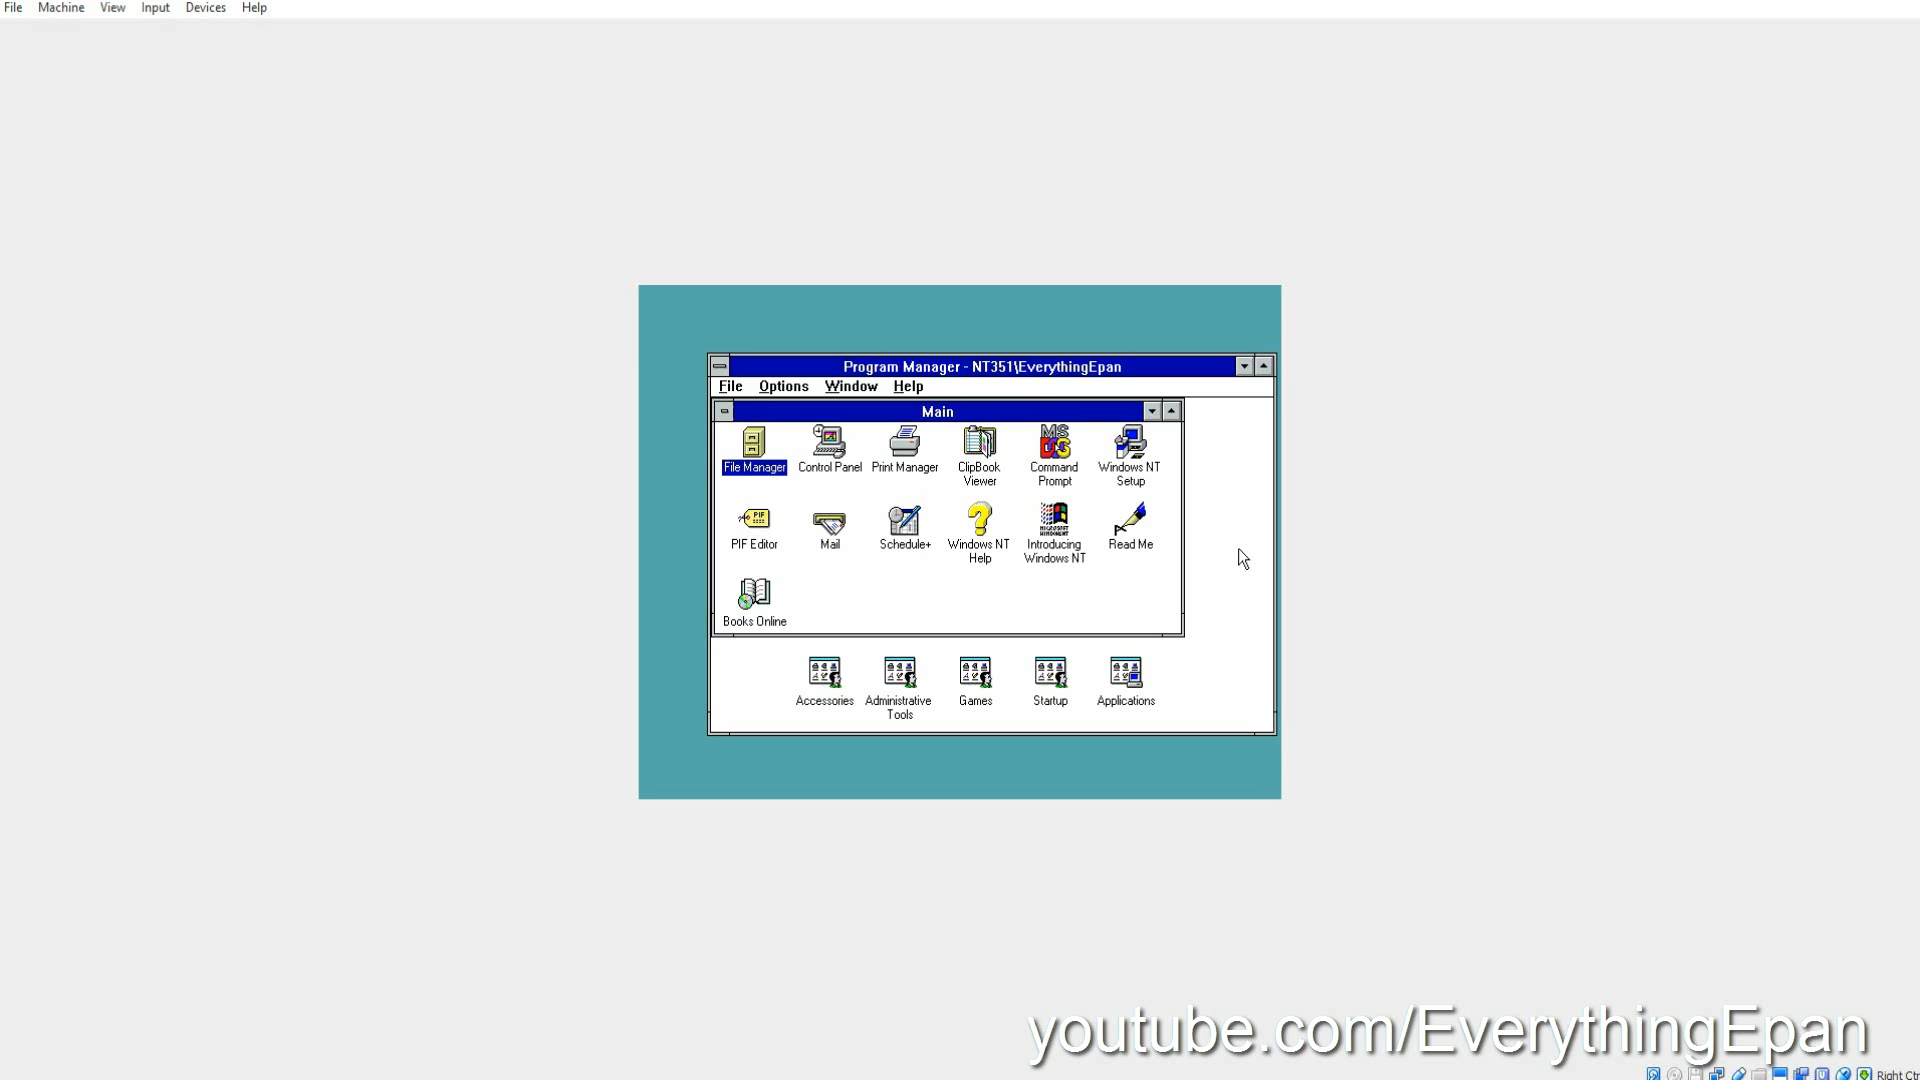 File Machine View Input Devices Help
Program Manager - NT351\EverythingEpan
File Options Window Help
Main
File Manager Control Panel Print Manager ClipBook Viewer Command Prompt Windows NT Setup
PIF Editor Mail Schedule+ Windows NT Help Introducing Windows NT Read Me
Books Online
Accessories Administrative Tools Games Startup Applications
youtube.com/EverythingEpan
Right Ctr